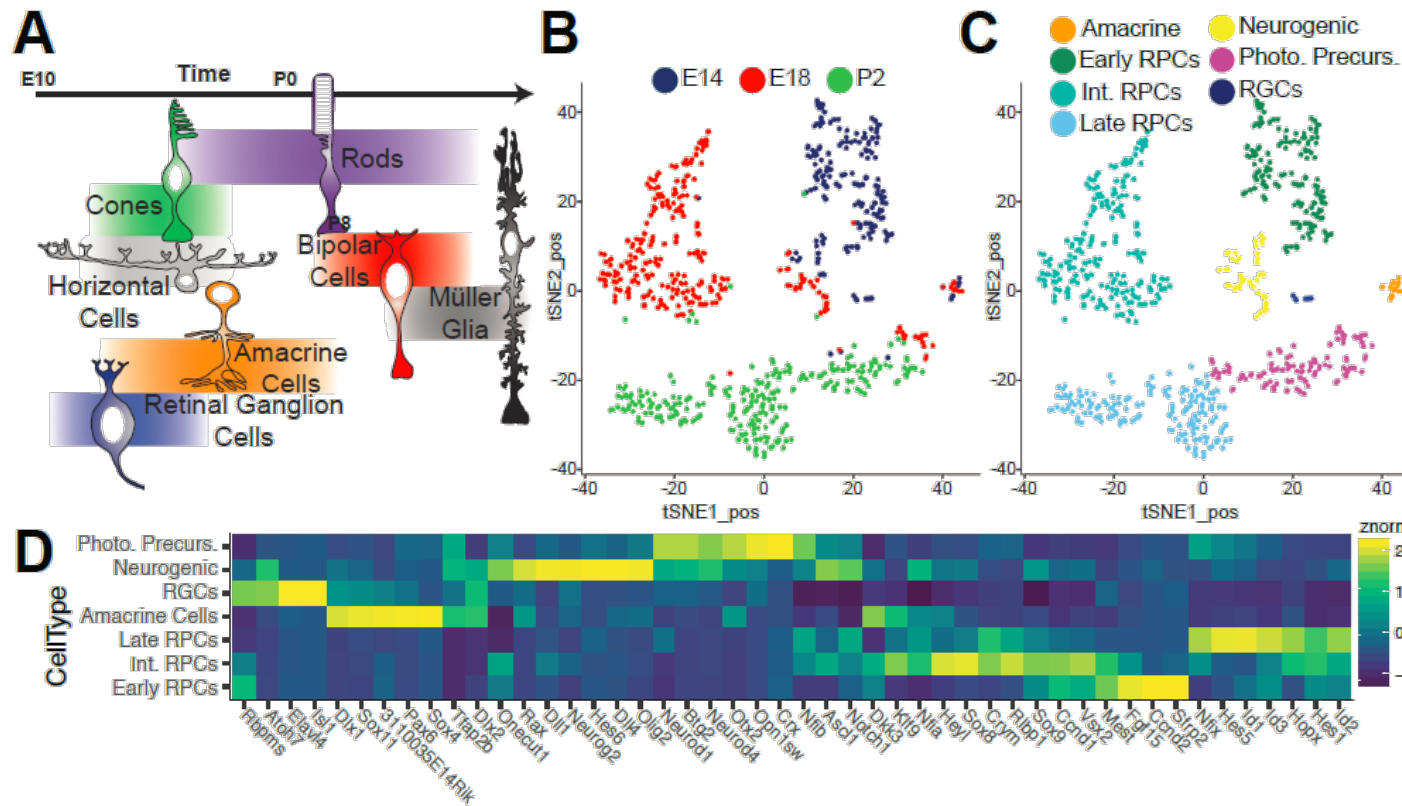 A
E10
Time
P0
Rods
Cones
P8
Bipolar
Cells
Horizontal
Cells
Müller
Glia
Amacrine
Cells
Retinal Ganglion
Cells
B
E14
E18
P2
40
20
0
-20
-40
tSNE2_pos
-40
-20
0
20
40
tSNE1_pos
C
Amacrine
Early RPCs
Int. RPCs
Late RPCs
Neurogenic
Photo. Precurs.
RGCs
40
20
0
-20
-40
tSNE2_pos
-40
-20
0
20
40
tSNE1_pos
D
CellType
Photo. Precurs.
Neurogenic
RGCs
Amacrine Cells
Late RPCs
Int. RPCs
Early RPCs
Rbpms
Atoh7
Elavl4
Isl1
Dlx1
Sox11
3110035E14Rik
Pax6
Sox4
Tfap2b
Dlx2
Onecut1
Rax
Dll1
Neurog2
Hes6
Dll4
Olig2
Neurod1
Btg2
Neurod4
Otx2
Opn1sw
Crx
Nfib
Ascl1
Notch1
Dkk3
Klf9
Nfia
Heyl
Sox8
Crym
Rlbp1
Sox9
Ccnd1
Vsx2
Mest
Fgf15
Ccnd2
Sfrp2
Nfix
Hes5
Id1
Id3
Hopx
Hes1
Id2
znorm
2
1
0